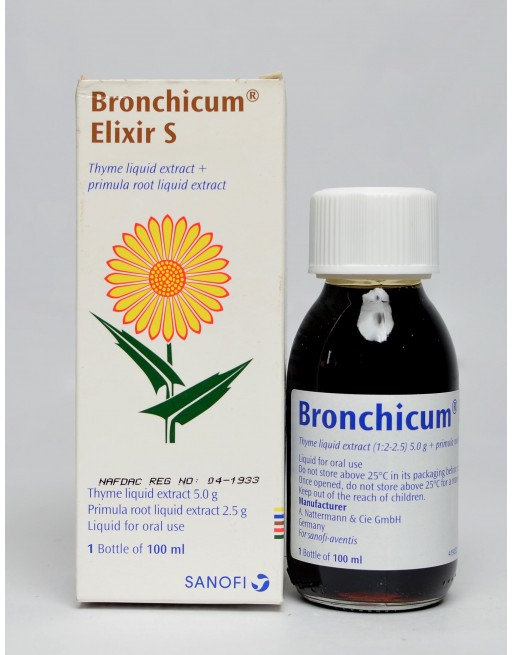 Bronchicum®
Elixir S
Thyme liquid extract +
primula root liquid extract
NAFDAC REG NO: 04-1933
Thyme liquid extract 5.0 g
Primula root liquid extract 2.5 g
Liquid for oral use
1 Bottle of 100 ml
SANOFI
Bronchicum®
Thyme liquid extract (1:2-2.5) 5.0 g + primula
Liquid for oral use
Do not store above 25°C in its packaging before
Once opened, do not store above 25°C for a
Keep out of the reach of children.
Manufacturer
A. Nattermann & Cie GmbH
Germany
For sanofi-aventis
1 Bottle of 100 ml